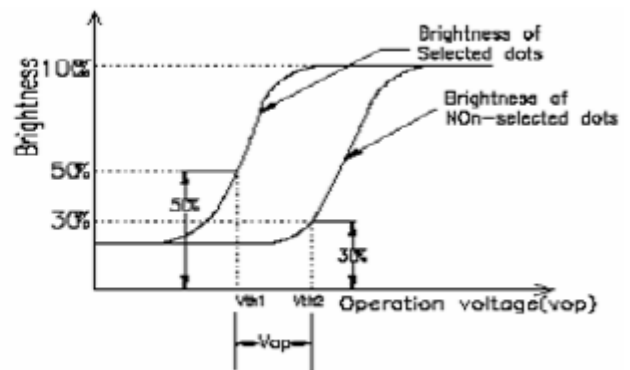 Brightness of
Selected dots
100%
Brightness of
NOn-selected dots
Brightness
50%
50%
30%
30%
Vth1
Vth2
Operation voltage(vop)
Vop